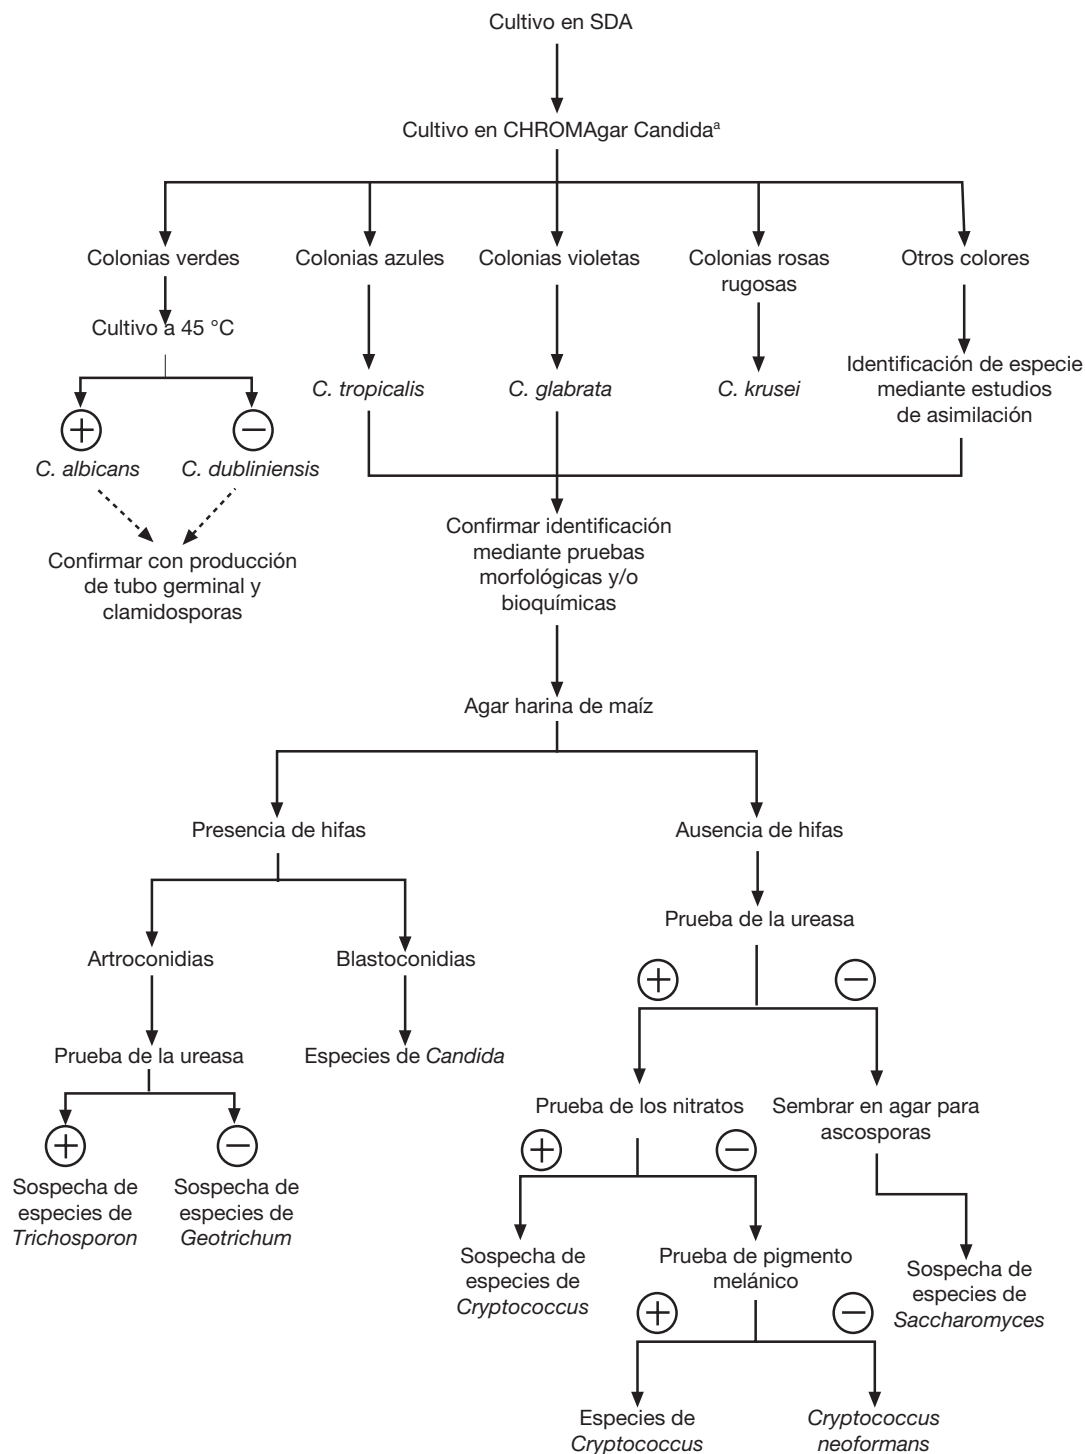 Cultivo en SDA
Cultivo en CHROMAgar Candidaᵃ
Colonias verdes
Colonias azules
Colonias violetas
Colonias rosas
rugosas
Otros colores
Cultivo a 45 °C
C. tropicalis
C. glabrata
C. krusei
Identificación de especie
mediante estudios
de asimilación
+
−
C. albicans
C. dubliniensis
Confirmar con producción
de tubo germinal y
clamidosporas
Confirmar identificación
mediante pruebas
morfológicas y/o
bioquímicas
Agar harina de maíz
Presencia de hifas
Ausencia de hifas
Prueba de la ureasa
Artroconidias
Blastoconidias
+
−
Prueba de la ureasa
Especies de Candida
Prueba de los nitratos
Sembrar en agar para
ascosporas
+
−
+
−
Sospecha de
especies de
Trichosporon
Sospecha de
especies de
Geotrichum
Sospecha de
especies de
Cryptococcus
Prueba de pigmento
melánico
Sospecha de
especies de
Saccharomyces
+
−
Especies de
Cryptococcus
Cryptococcus
neoformans